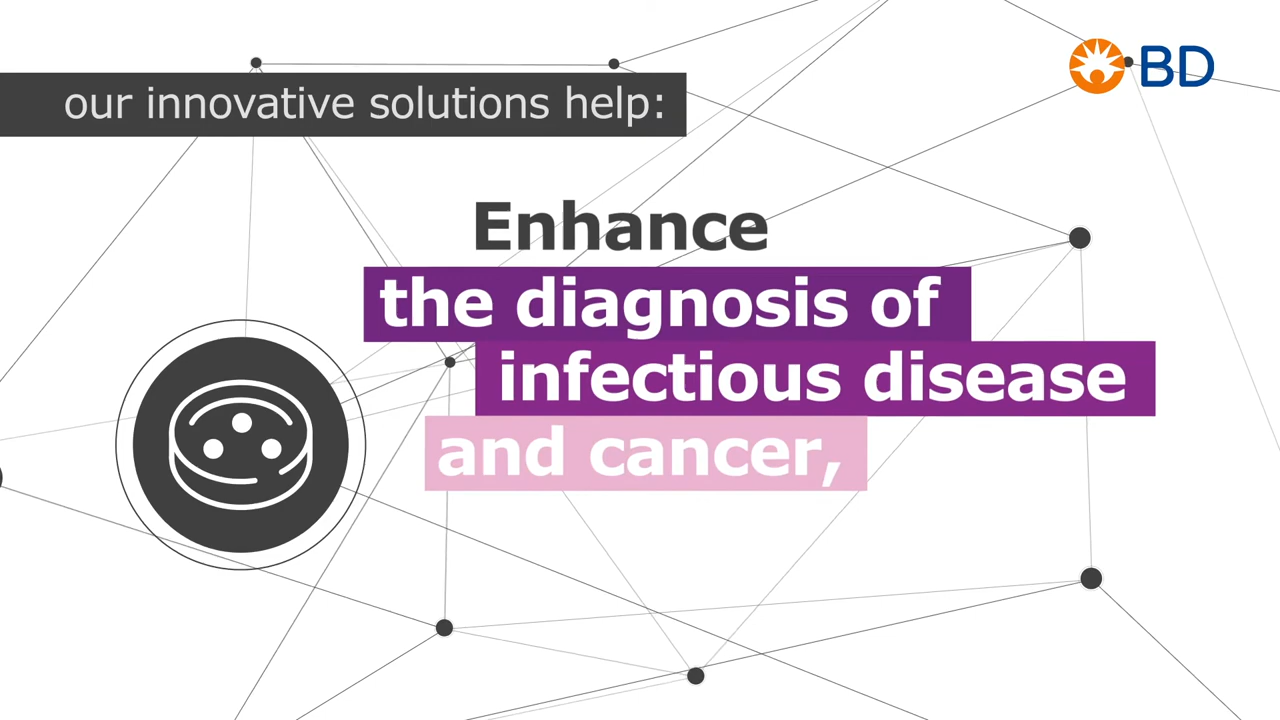 our innovative solutions help:
BD
Enhance
the diagnosis of
infectious disease
and cancer,